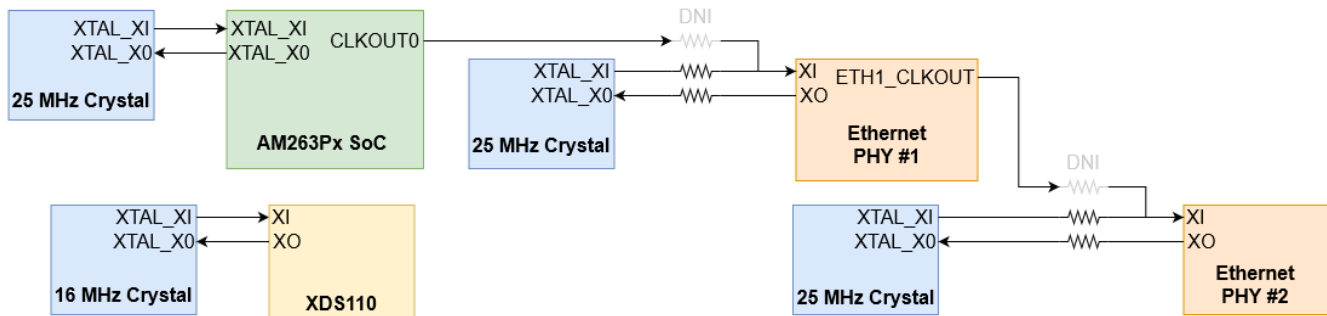 XTAL_XI
XTAL_X0
25 MHz Crystal
XTAL_XI
XTAL_X0
CLKOUT0
AM263Px SoC
DNI
XTAL_XI
XTAL_X0
25 MHz Crystal
XI
XO
ETH1_CLKOUT
Ethernet
PHY #1
DNI
XTAL_XI
XTAL_X0
16 MHz Crystal
XI
XO
XDS110
XTAL_XI
XTAL_X0
25 MHz Crystal
XI
XO
Ethernet
PHY #2